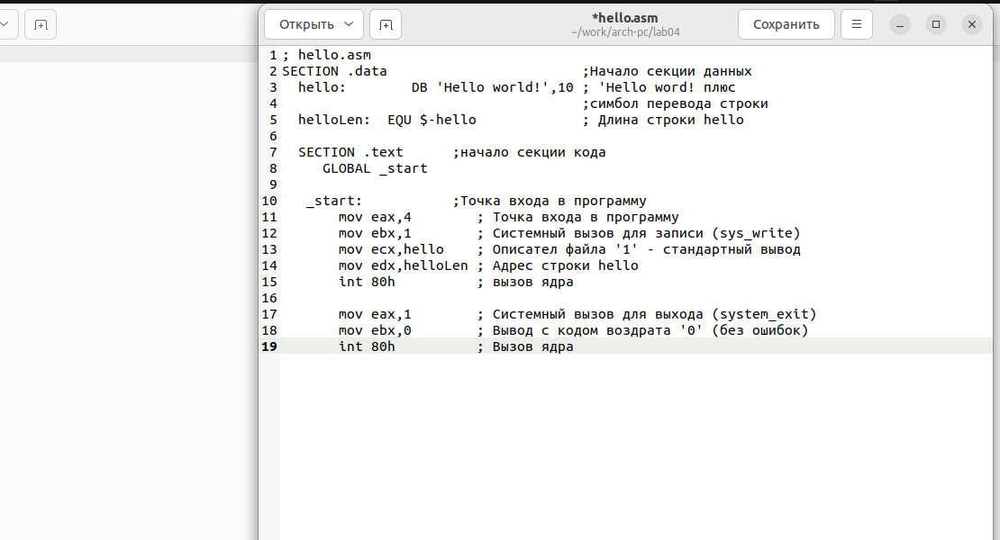 Открыть
*hello.asm
~/work/arch-pc/lab04
Сохранить
1 ; hello.asm
2 SECTION .data ;Начало секции данных
3 hello: DB 'Hello world!',10 ; 'Hello word! плюс
4 ;симбол перевода строки
5 helloLen: EQU $-hello ; Длина строки hello
6
7 SECTION .text ;начало секции кода
8 GLOBAL _start
9
10 _start: ;Точка входа в программу
11 mov eax,4 ; Точка входа в программу
12 mov ebx,1 ; Системный вызов для записи (sys_write)
13 mov ecx,hello ; Описател файла '1' - стандартный вывод
14 mov edx,helloLen ; Адрес строки hello
15 int 80h ; вызов ядра
16
17 mov eax,1 ; Системный вызов для выхода (system_exit)
18 mov ebx,0 ; Вывод с кодом воздрата '0' (без ошибок)
19 int 80h ; Вызов ядра